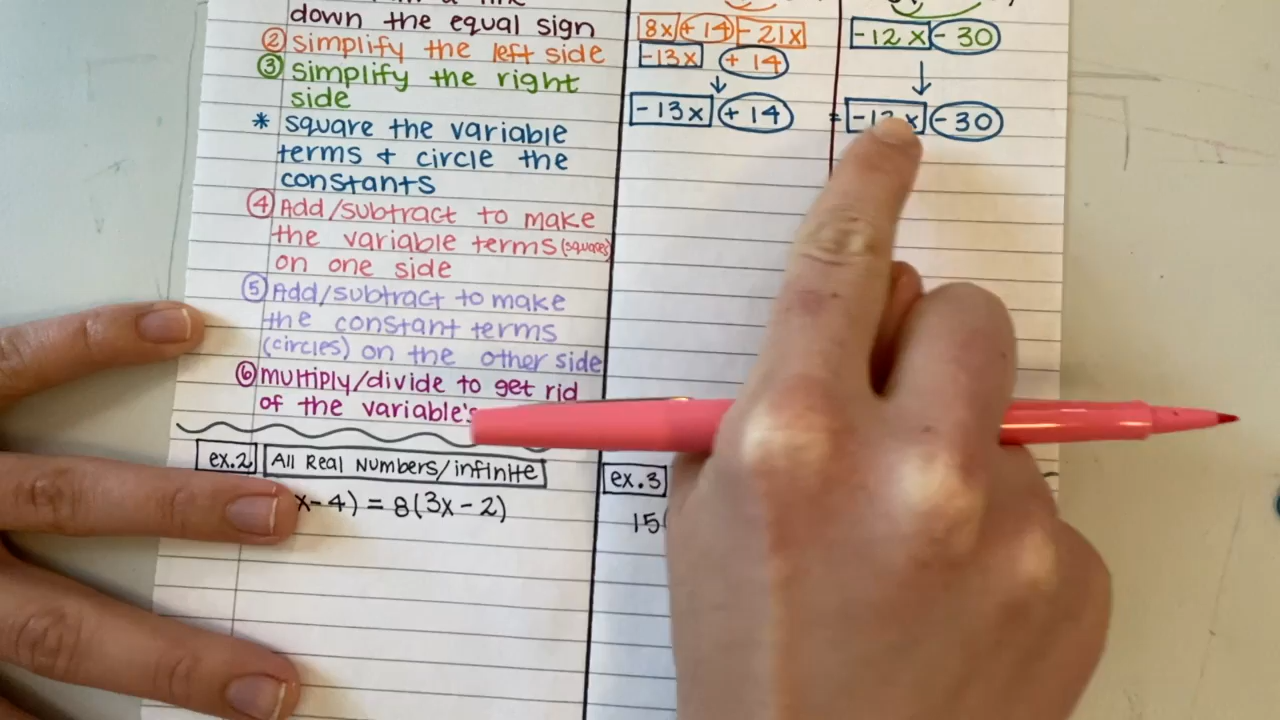 down the equal sign
② simplify the left side
③ simplify the right
side
* square the variable
terms + circle the
constants
④ Add/subtract to make
the variable terms (squares)
on one side
⑤ Add/subtract to make
the constant terms
(circles) on the other side
⑥ multiply/divide to get rid
of the variable's
8x + 14 - 21x
-13x + 14
-13x + 14
-12x - 30
= -12x - 30
ex.2 All Real Numbers/infinite
x-4) = 8(3x-2)
ex.3
15(